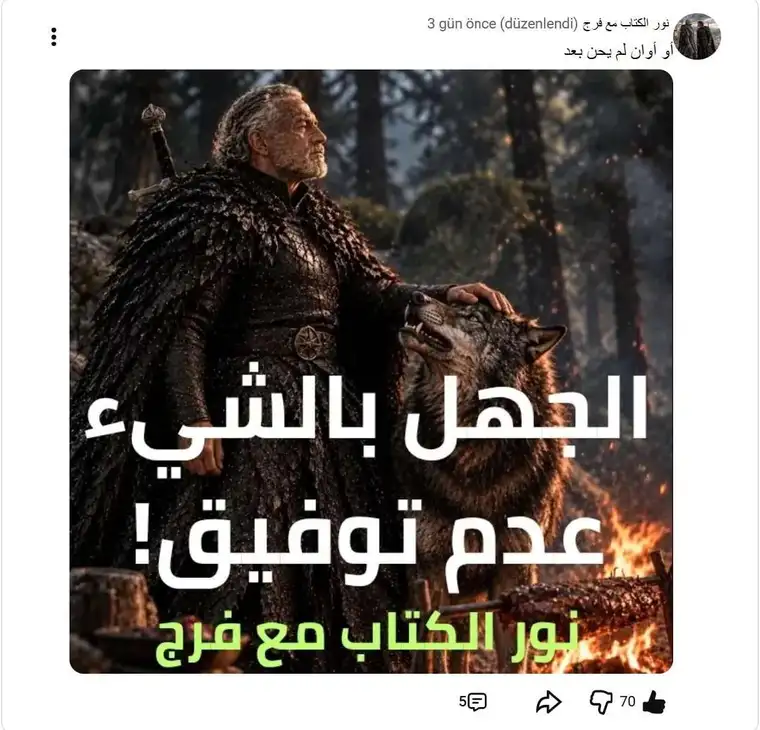 نور الكتاب مع فرج 3 gün önce (düzenlendi)
أو أوان لم يحن بعد
الجهل بالشيء
عدم توفيق!
نور الكتاب مع فرج
5
70